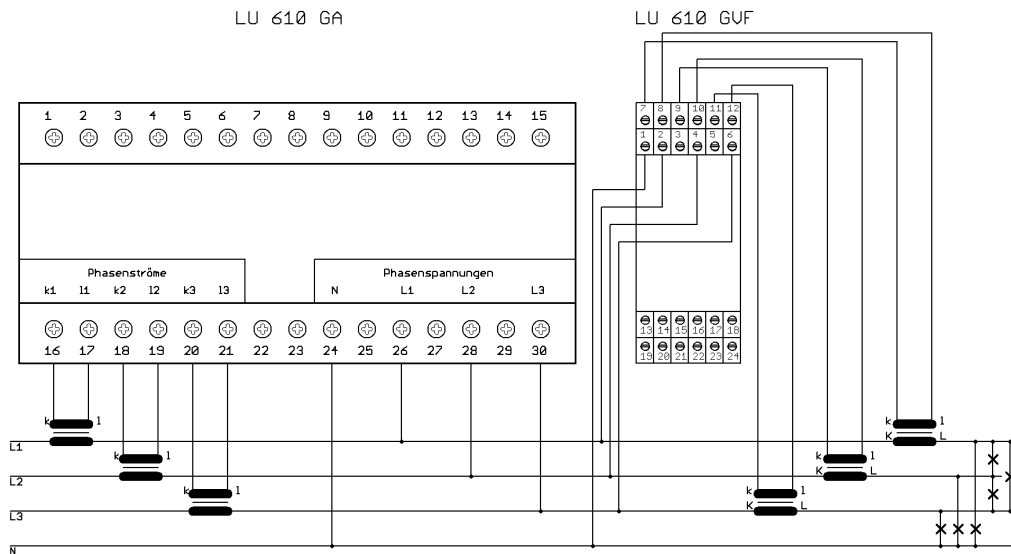 LU 610 GA
LU 610 GVF
7 8 9 10 11 12
1 2 3 4 5 6 7 8 9 10 11 12 13 14 15
1 2 3 4 5 6
Phasenströme
Phasenspannungen
k1 l1 k2 l2 k3 l3 N L1 L2 L3
13 14 15 16 17 18
16 17 18 19 20 21 22 23 24 25 26 27 28 29 30
19 20 21 22 23 24
k l
k l
K L
L1
k l
k l
K L
L2
k l
k l
K L
L3
N